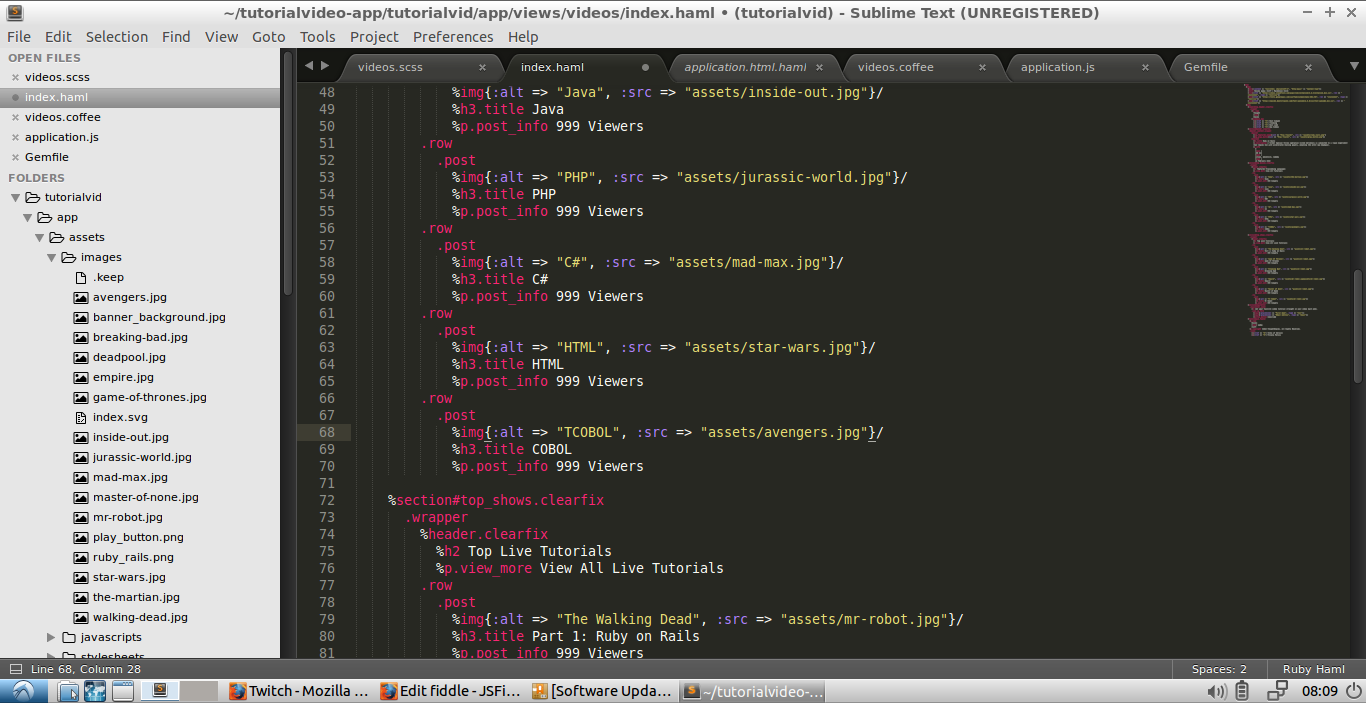 ~/tutorialvideo-app/tutorialvid/app/views/videos/index.haml • (tutorialvid) - Sublime Text (UNREGISTERED)
File Edit Selection Find View Goto Tools Project Preferences Help
OPEN FILES
videos.scss
index.haml
videos.coffee
application.js
Gemfile
FOLDERS
tutorialvid
app
assets
images
.keep
avengers.jpg
banner_background.jpg
breaking-bad.jpg
deadpool.jpg
empire.jpg
game-of-thrones.jpg
index.svg
inside-out.jpg
jurassic-world.jpg
mad-max.jpg
master-of-none.jpg
mr-robot.jpg
play_button.png
ruby_rails.png
star-wars.jpg
the-martian.jpg
walking-dead.jpg
javascripts
stylesheets
videos.scss index.haml application.html.haml videos.coffee application.js Gemfile
48 %img{:alt => "Java", :src => "assets/inside-out.jpg"}/
49 %h3.title Java
50 %p.post_info 999 Viewers
51 .row
52 .post
53 %img{:alt => "PHP", :src => "assets/jurassic-world.jpg"}/
54 %h3.title PHP
55 %p.post_info 999 Viewers
56 .row
57 .post
58 %img{:alt => "C#", :src => "assets/mad-max.jpg"}/
59 %h3.title C#
60 %p.post_info 999 Viewers
61 .row
62 .post
63 %img{:alt => "HTML", :src => "assets/star-wars.jpg"}/
64 %h3.title HTML
65 %p.post_info 999 Viewers
66 .row
67 .post
68 %img{:alt => "TCOBOL", :src => "assets/avengers.jpg"}/
69 %h3.title COBOL
70 %p.post_info 999 Viewers
71
72 %section#top_shows.clearfix
73 .wrapper
74 %header.clearfix
75 %h2 Top Live Tutorials
76 %p.view_more View All Live Tutorials
77 .row
78 .post
79 %img{:alt => "The Walking Dead", :src => "assets/mr-robot.jpg"}/
80 %h3.title Part 1: Ruby on Rails
81 %p.post_info 999 Viewers
Line 68, Column 28 Spaces: 2 Ruby Haml
Twitch - Mozilla ... Edit fiddle - JSFi... [Software Upda... ~/tutorialvideo-... 08:09